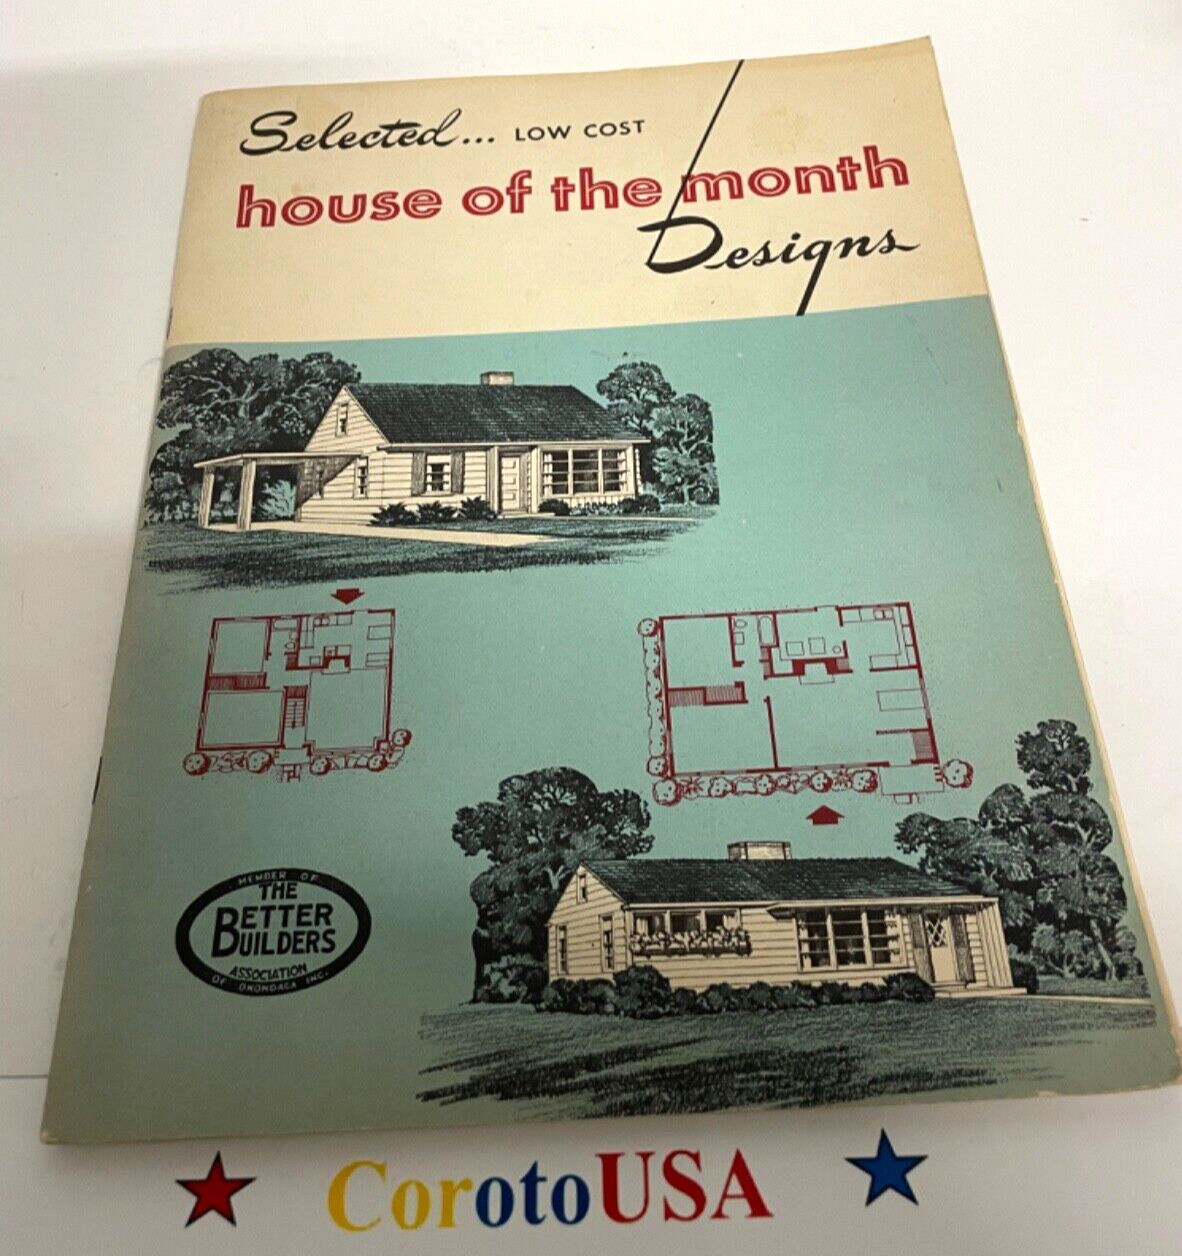 Selected... LOW COST
house of the month
Designs
MEMBER OF
THE
BETTER
BUILDERS
ASSOCIATION
OF ONONDAGA INC.
CorotoUSA